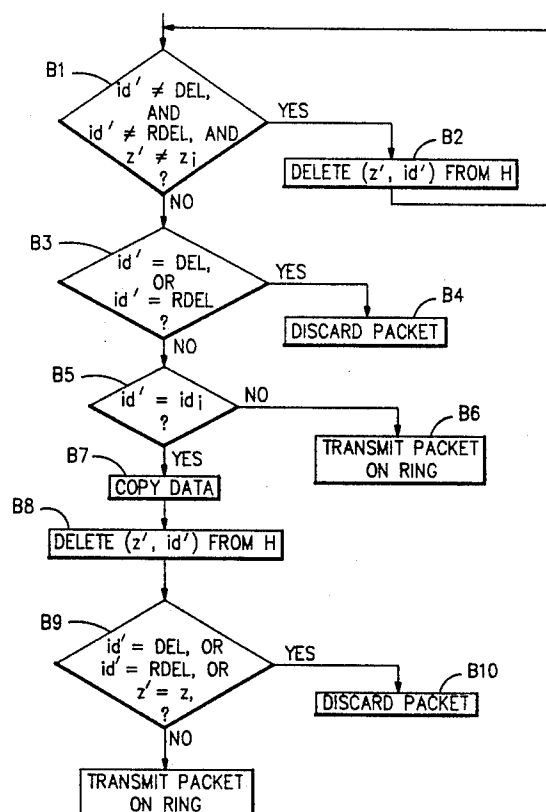 B1
id' ≠ DEL,
AND
id' ≠ RDEL, AND
z' ≠ zi
?
YES
B2
DELETE (z', id') FROM H
NO
B3
id' = DEL,
OR
id' = RDEL
?
YES
B4
DISCARD PACKET
NO
B5
id' = idi
?
NO
B6
TRANSMIT PACKET
ON RING
YES
B7
COPY DATA
B8
DELETE (z', id') FROM H
B9
id' = DEL, OR
id' = RDEL, OR
z' = z,
?
YES
B10
DISCARD PACKET
NO
TRANSMIT PACKET
ON RING